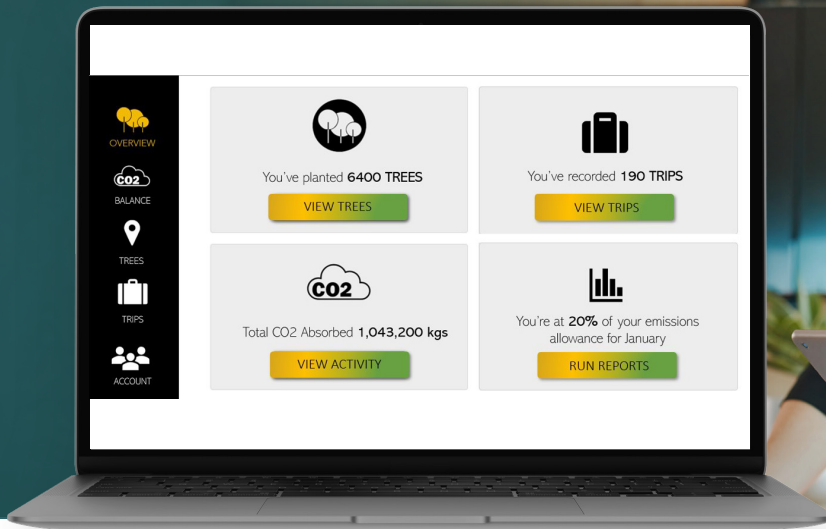 OVERVIEW
CO2
BALANCE
TREES
TRIPS
ACCOUNT
You've planted 6400 TREES
VIEW TREES
You've recorded 190 TRIPS
VIEW TRIPS
CO2
Total CO2 Absorbed 1,043,200 kgs
VIEW ACTIVITY
You're at 20% of your emissions
allowance for January
RUN REPORTS